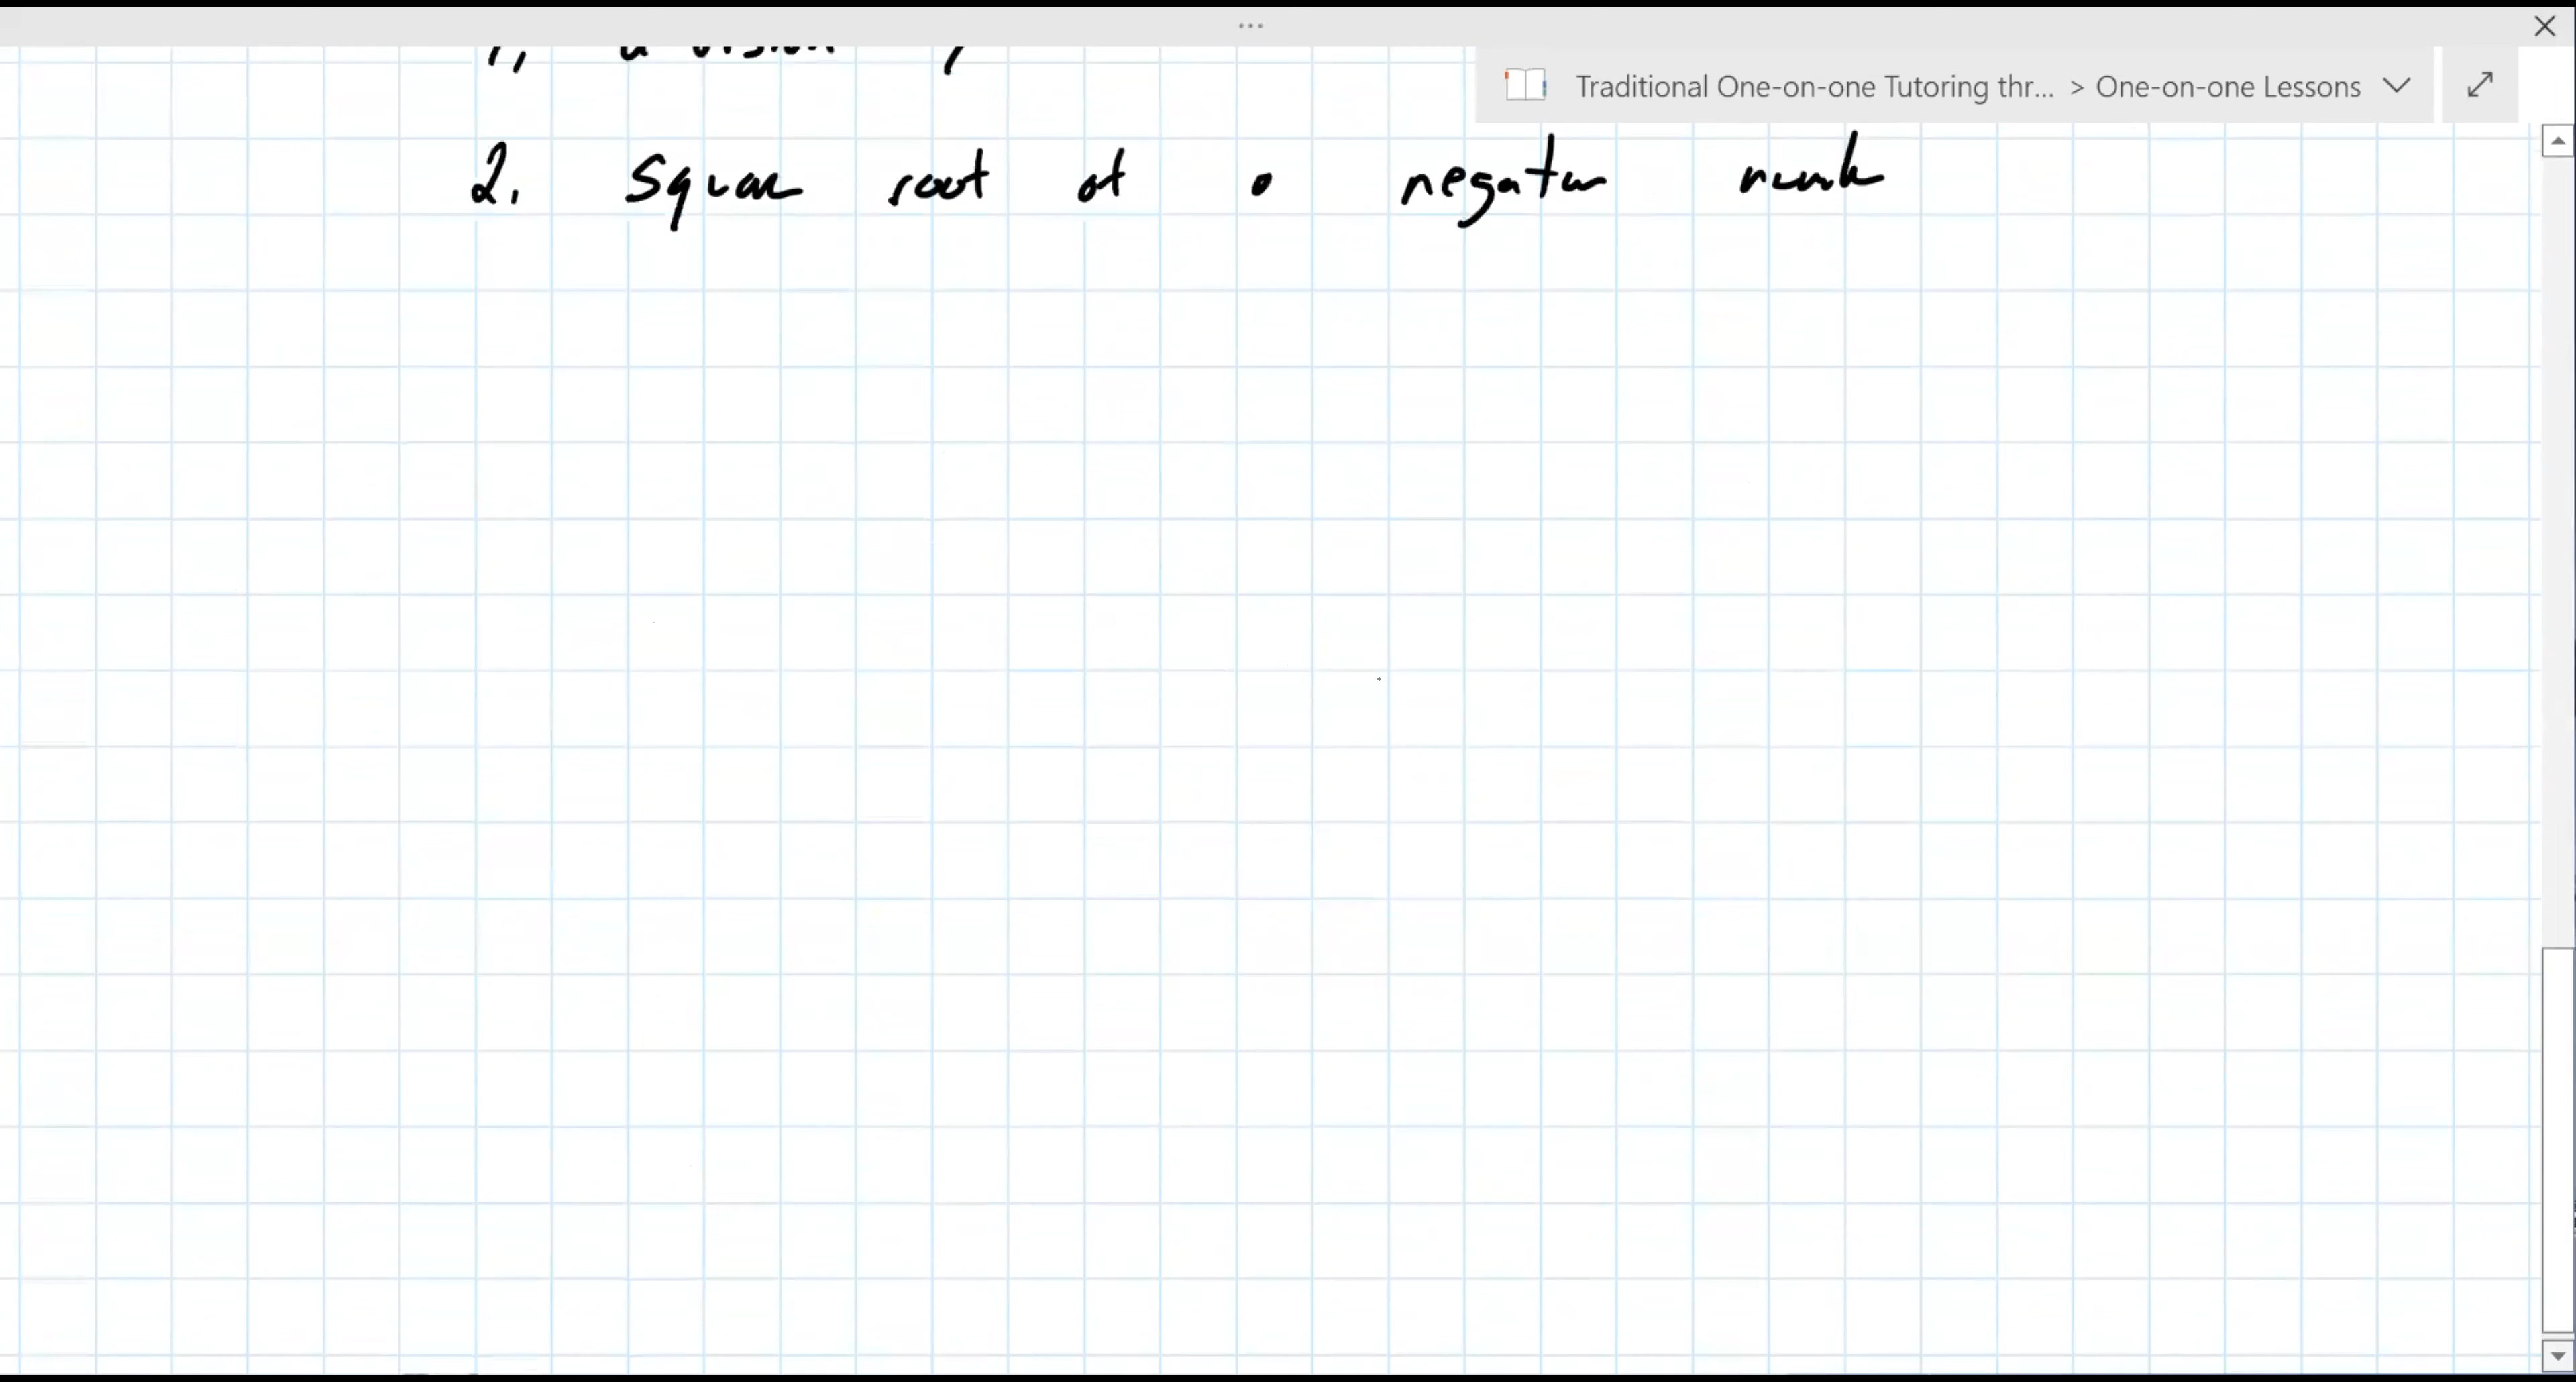 ...
Traditional One-on-one Tutoring thr... > One-on-one Lessons
2. Square root of a negative number